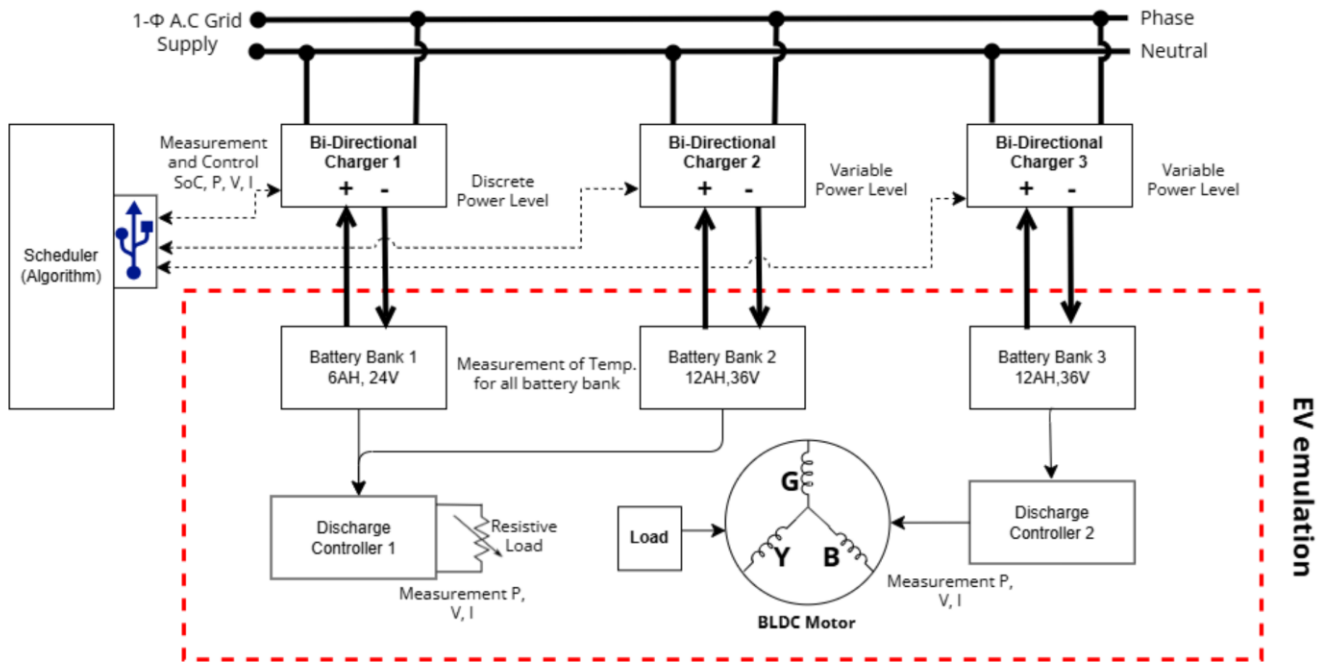 1-Φ A.C Grid
Supply
Phase
Neutral
Measurement
and Control
SoC, P, V, I
Bi-Directional
Charger 1
+ -
Discrete
Power Level
Bi-Directional
Charger 2
+ -
Variable
Power Level
Bi-Directional
Charger 3
+ -
Variable
Power Level
Scheduler
(Algorithm)
Battery Bank 1
6AH, 24V
Measurement of Temp.
for all battery bank
Battery Bank 2
12AH,36V
Battery Bank 3
12AH,36V
EV emulation
Discharge
Controller 1
Resistive
Load
Measurement P,
V, I
Load
G
Y
B
BLDC Motor
Discharge
Controller 2
Measurement P,
V, I